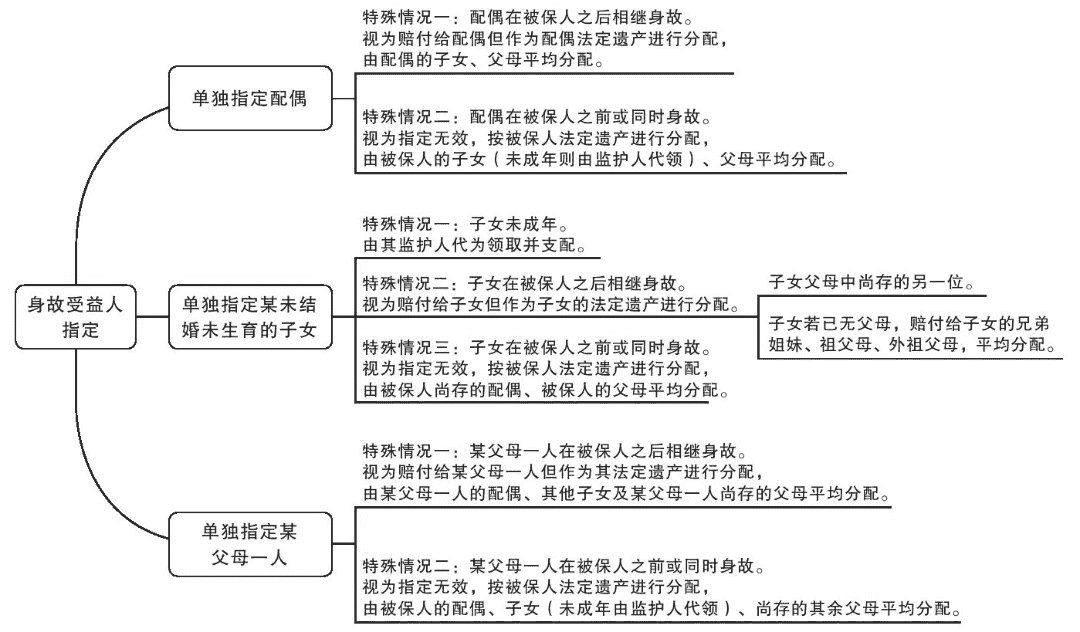 身故受益人
指定
单独指定配偶
特殊情况一：配偶在被保人之后相继身故。
视为赔付给配偶但作为配偶法定遗产进行分配，
由配偶的子女、父母平均分配。
特殊情况二：配偶在被保人之前或同时身故。
视为指定无效，按被保人法定遗产进行分配，
由被保人的子女（未成年则由监护人代领）、父母平均分配。
单独指定某未结
婚未生育的子女
特殊情况一：子女未成年。
由其监护人代为领取并支配。
特殊情况二：子女在被保人之后相继身故。
视为赔付给子女但作为子女的法定遗产进行分配。
子女父母中尚存的另一位。
子女若已无父母，赔付给子女的兄弟
姐妹、祖父母、外祖父母，平均分配。
特殊情况三：子女在被保人之前或同时身故。
视为指定无效，按被保人法定遗产进行分配，
由被保人尚存的配偶、被保人的父母平均分配。
单独指定某
父母一人
特殊情况一：某父母一人在被保人之后相继身故。
视为赔付给某父母一人但作为其法定遗产进行分配，
由某父母一人的配偶、其他子女及某父母一人尚存的父母平均分配。
特殊情况二：某父母一人在被保人之前或同时身故。
视为指定无效，按被保人法定遗产进行分配，
由被保人的配偶、子女（未成年由监护人代领）、尚存的其余父母平均分配。